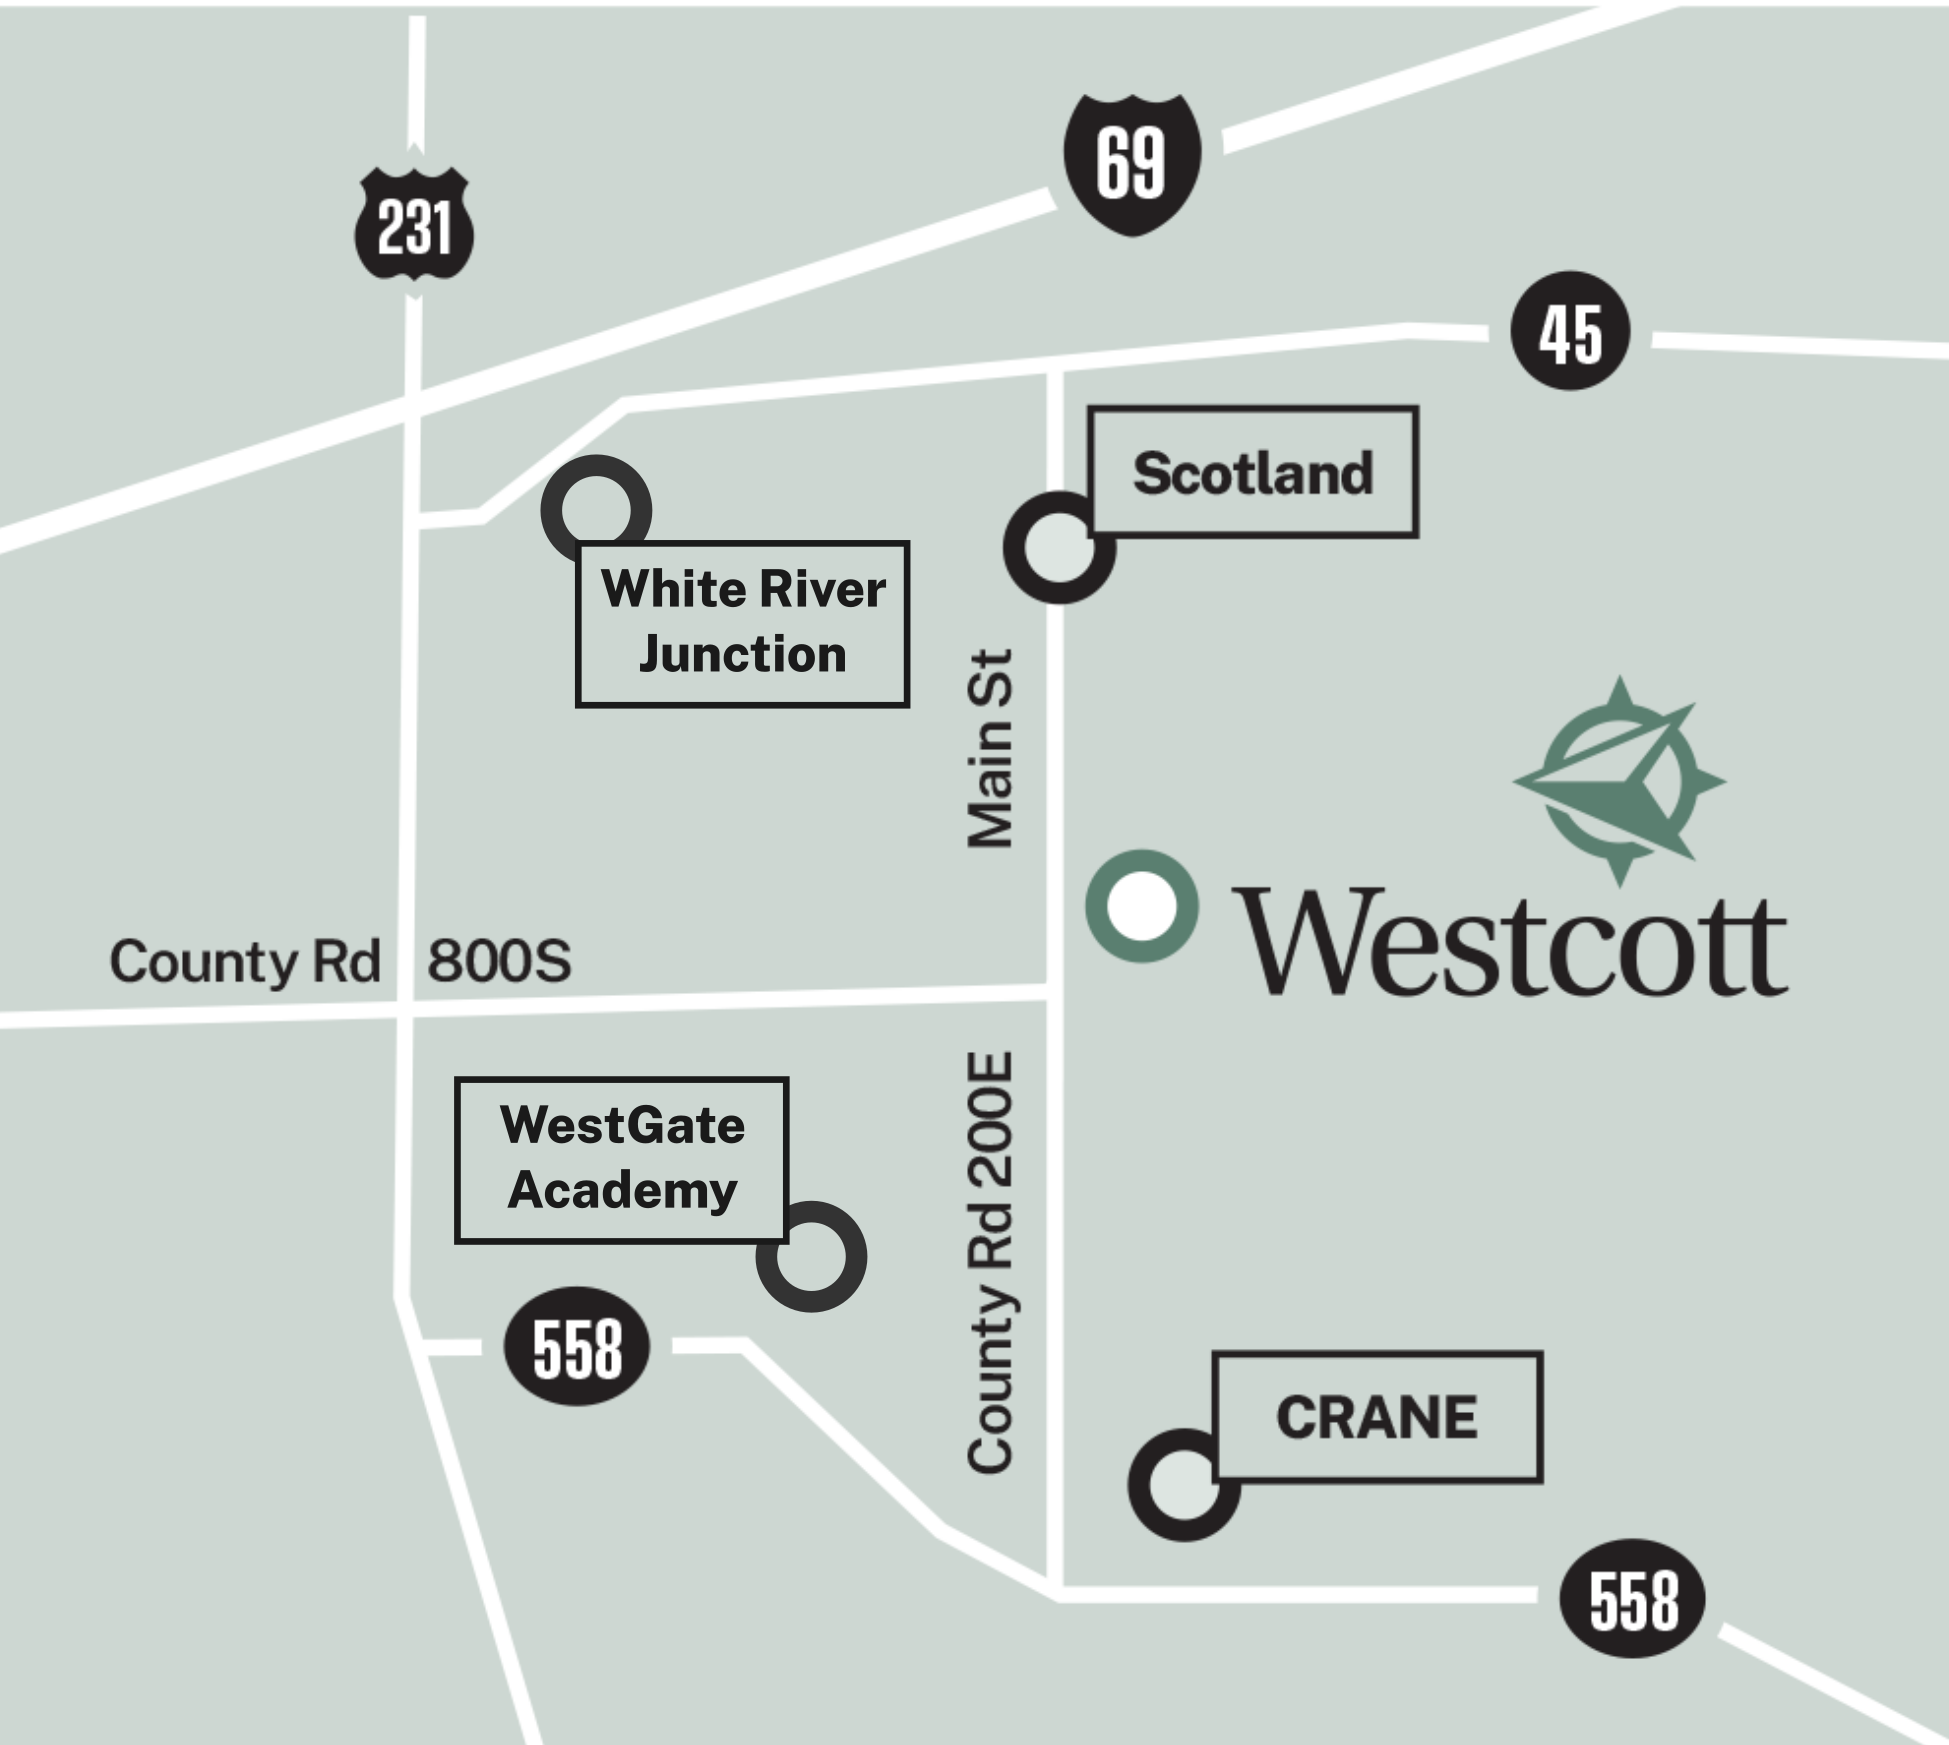 69
231
45
Scotland
White River
Junction
Main St
Westcott
County Rd 800S
WestGate
Academy
County Rd 200E
558
CRANE
558